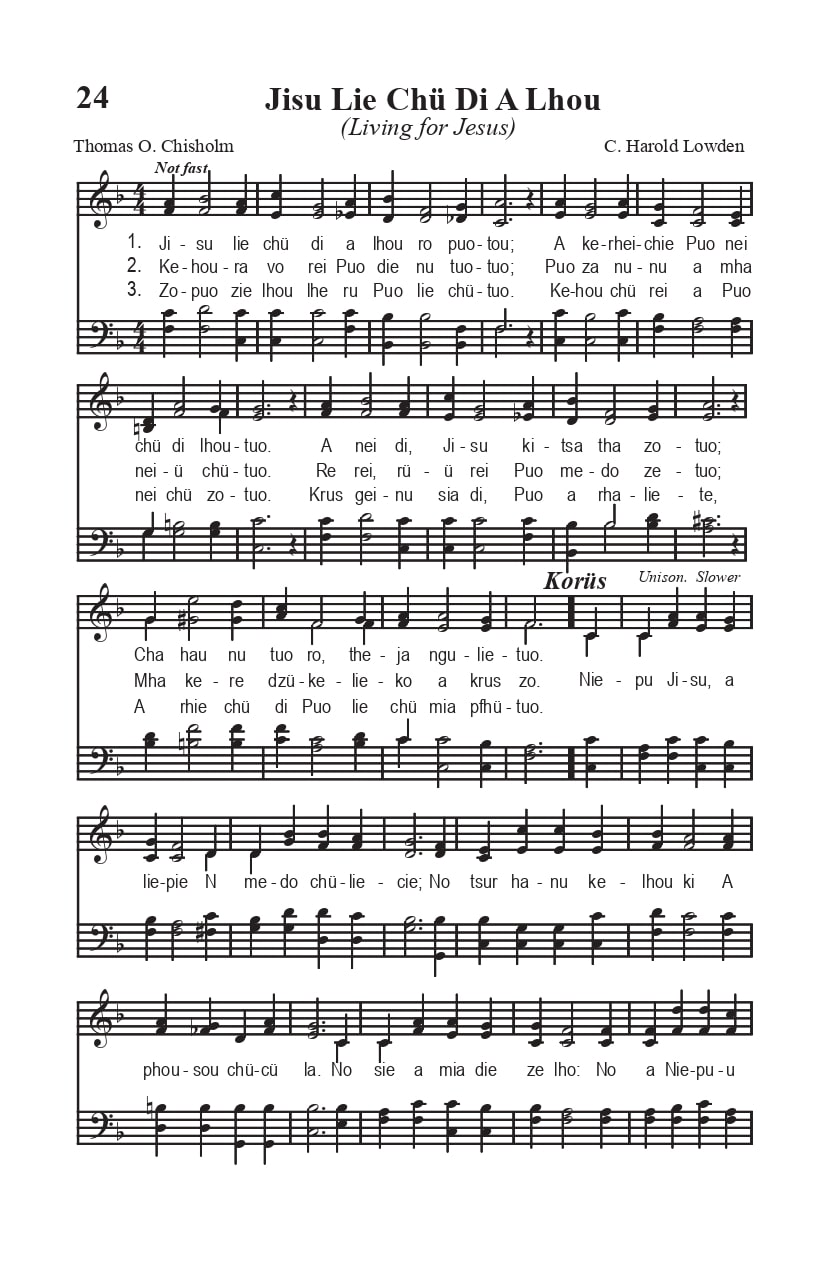 24
Jisu Lie Chü Di A Lhou
(Living for Jesus)
Thomas O. Chisholm C. Harold Lowden
Not fast
1. Ji- su lie chü di a lhou ro puo-tou; A ke-rhei-chie Puo nei
2. Ke-hou-ra vo rei Puo die nu tuo-tuo; Puo za nu-nu a mha
3. Zo-puo zie lhou lhe ru Puo lie chü-tuo. Ke-hou chü rei a Puo
chü di lhou-tuo. A nei di, Ji-su ki-tsa tha zo-tuo;
nei-ü chü-tuo. Re rei, rü-ü rei Puo me-do ze-tuo;
nei chü zo-tuo. Krus gei-nu sia di, Puo a rha-lie-te,
Korüs Unison. Slower
Cha hau nu tuo ro, the-ja ngu-lie-tuo.
Mha ke-re dzü-ke-lie-ko a krus zo. Nie-pu Ji-su, a
A rhie chü di Puo lie chü mia pfhü-tuo.
lie-pie N me-do chü-lie-cie; No tsur ha-nu ke-lhou ki A
phou-sou chü-cü la. No sie a mia die ze lho: No a Nie-pu-u